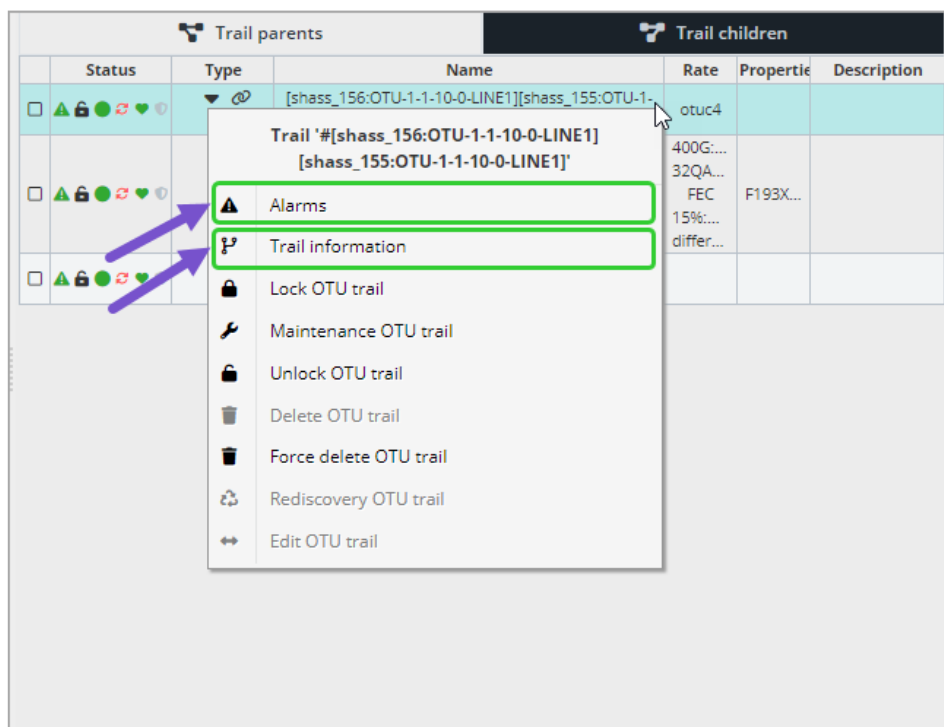 Trail parents
Trail children
Status
Type
Name
Rate
Propertie
Description
[shass_156:OTU-1-1-10-0-LINE1][shass_155:OTU-1-
otuc4
Trail '#[shass_156:OTU-1-1-10-0-LINE1]
[shass_155:OTU-1-1-10-0-LINE1]'
400G:...
32QA...
FEC
15%:...
differ...
F193X...
Alarms
Trail information
Lock OTU trail
Maintenance OTU trail
Unlock OTU trail
Delete OTU trail
Force delete OTU trail
Rediscovery OTU trail
Edit OTU trail